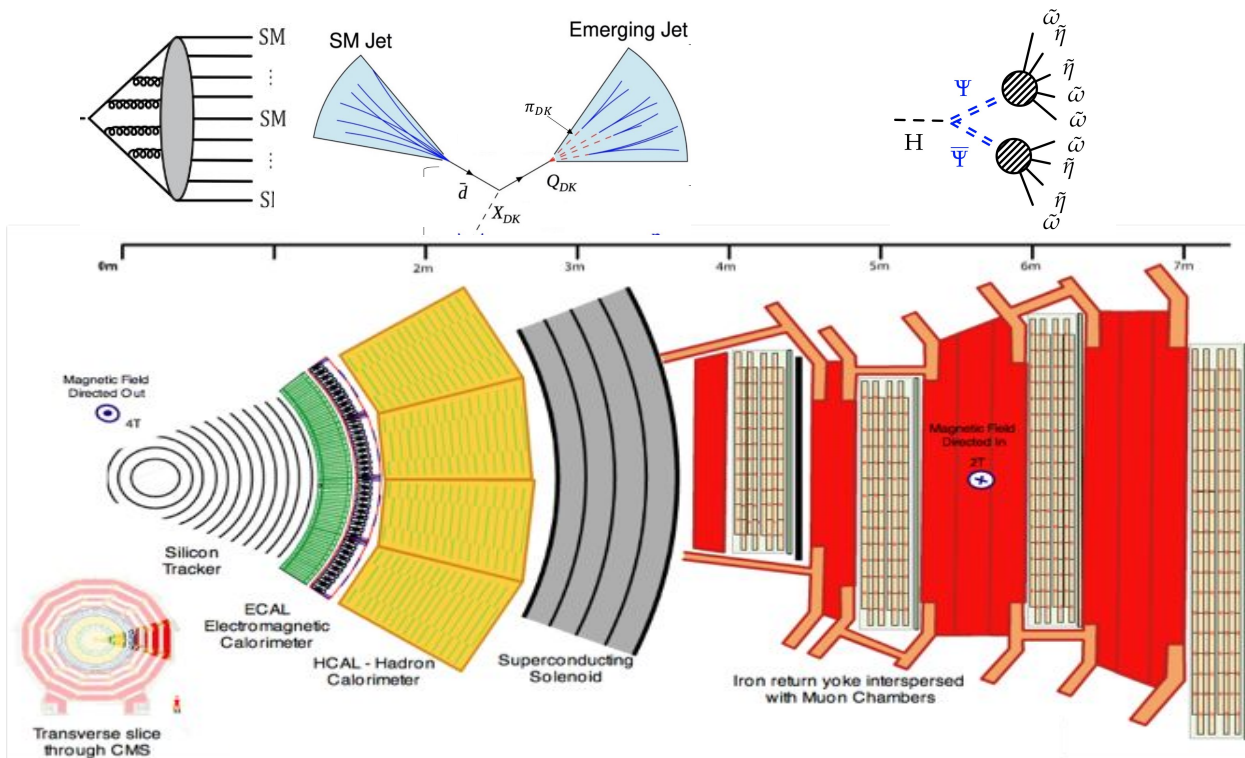 SM
SM Jet
Emerging Jet
⋮
π_DK
SM
d̄
Q_DK
⋮
X_DK
SI
H
Ψ
Ψ̄
ω̃
η̃
η̃
ω̃
ω̃
ω̃
η̃
η̃
ω̃
0m
2m
3m
4m
5m
6m
7m
Magnetic Field
Directed Out
4T
Silicon
Tracker
ECAL
Electromagnetic
Calorimeter
HCAL - Hadron
Calorimeter
Superconducting
Solenoid
Magnetic Field
Directed In
2T
Iron return yoke interspersed
with Muon Chambers
Transverse slice
through CMS